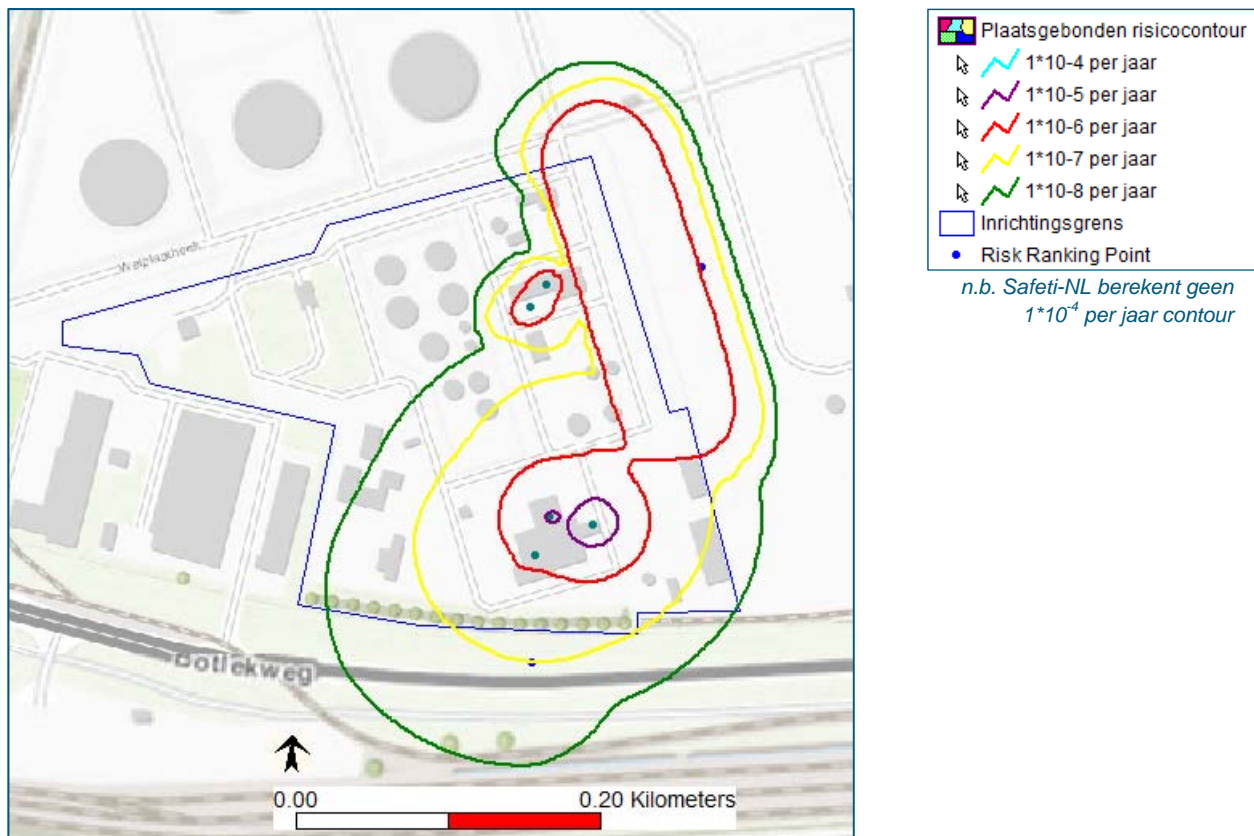 Welplaathoek
Botlekweg
0.00
0.20 Kilometers
Plaatsgebonden risicocontour
1*10-4 per jaar
1*10-5 per jaar
1*10-6 per jaar
1*10-7 per jaar
1*10-8 per jaar
Inrichtingsgrens
Risk Ranking Point
n.b. Safeti-NL berekent geen
1*10⁻⁴ per jaar contour